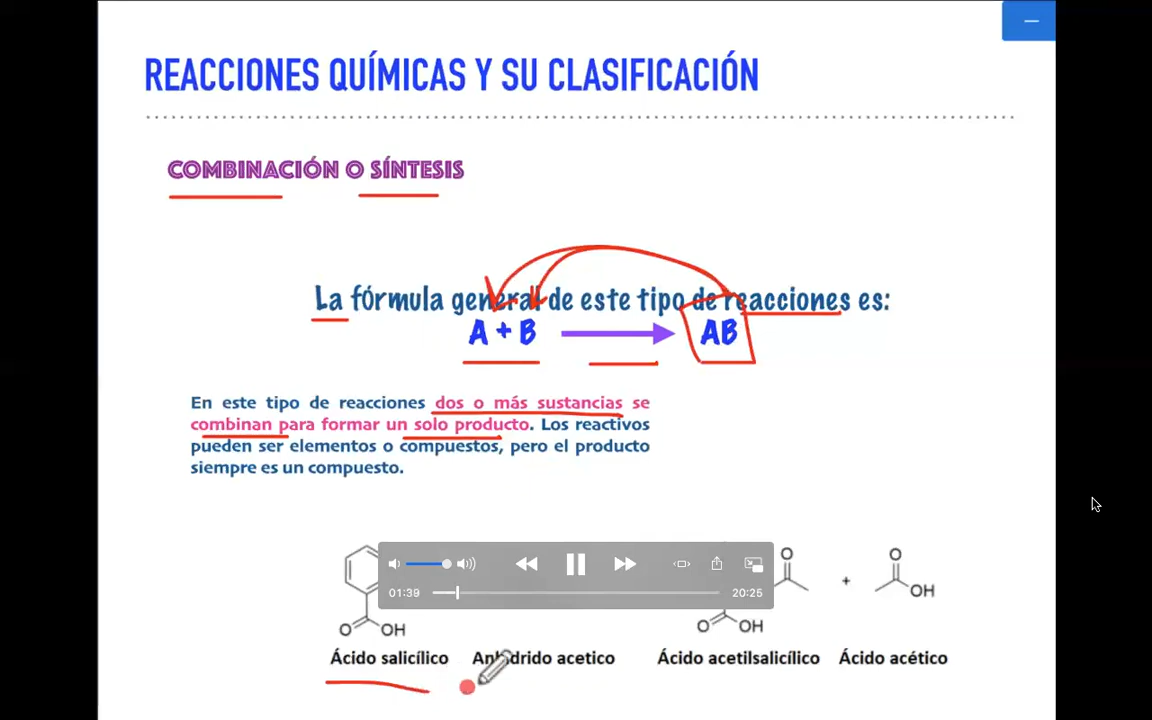 REACCIONES QUÍMICAS Y SU CLASIFICACIÓN
COMBINACIÓN O SÍNTESIS
La fórmula general de este tipo de reacciones es:
A + B AB
En este tipo de reacciones dos o más sustancias se
combinan para formar un solo producto. Los reactivos
pueden ser elementos o compuestos, pero el producto
siempre es un compuesto.
O + O OH
01:39 20:25
O OH O OH
Ácido salicílico Anhídrido acetico Ácido acetilsalicílico Ácido acético